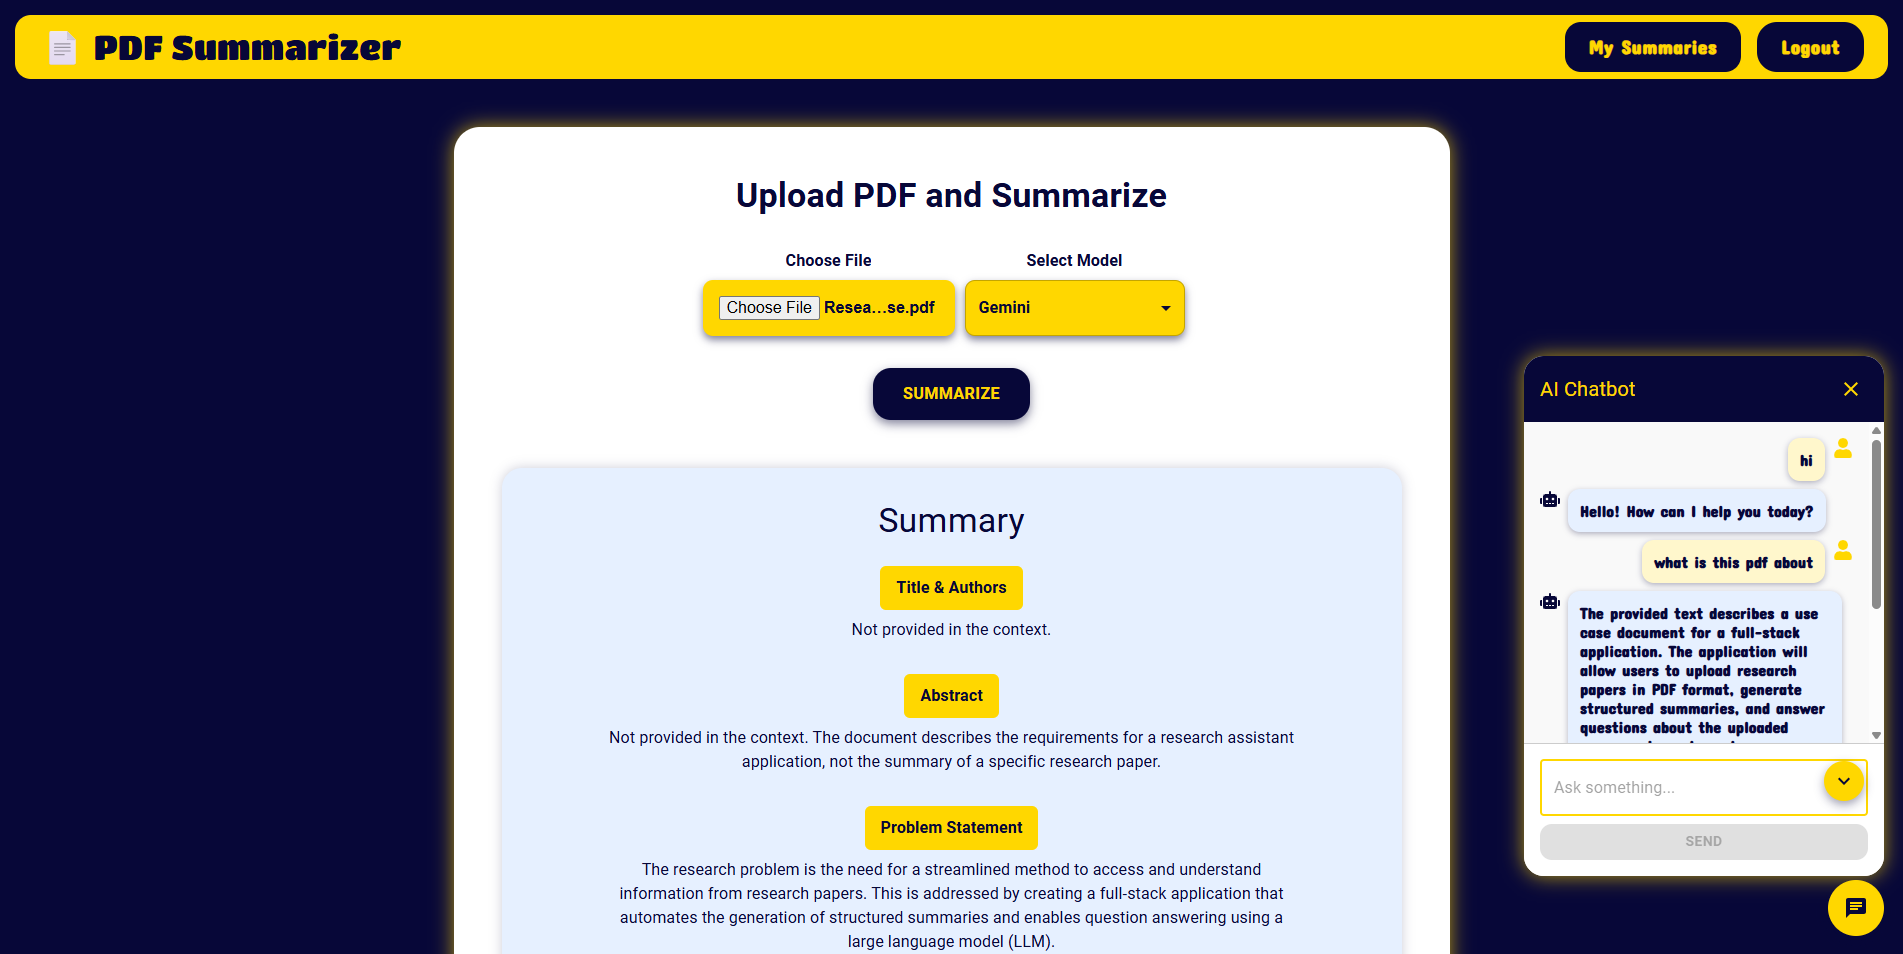 PDF Summarizer
My Summaries
Logout
Upload PDF and Summarize
Choose File
Select Model
Choose File Resea...se.pdf
Gemini
SUMMARIZE
Summary
Title & Authors
Not provided in the context.
Abstract
Not provided in the context. The document describes the requirements for a research assistant
application, not the summary of a specific research paper.
Problem Statement
The research problem is the need for a streamlined method to access and understand
information from research papers. This is addressed by creating a full-stack application that
automates the generation of structured summaries and enables question answering using a
large language model (LLM).
AI Chatbot
hi
Hello! How can I help you today?
what is this pdf about
The provided text describes a use
case document for a full-stack
application. The application will
allow users to upload research
papers in PDF format, generate
structured summaries, and answer
questions about the uploaded
Ask something...
SEND